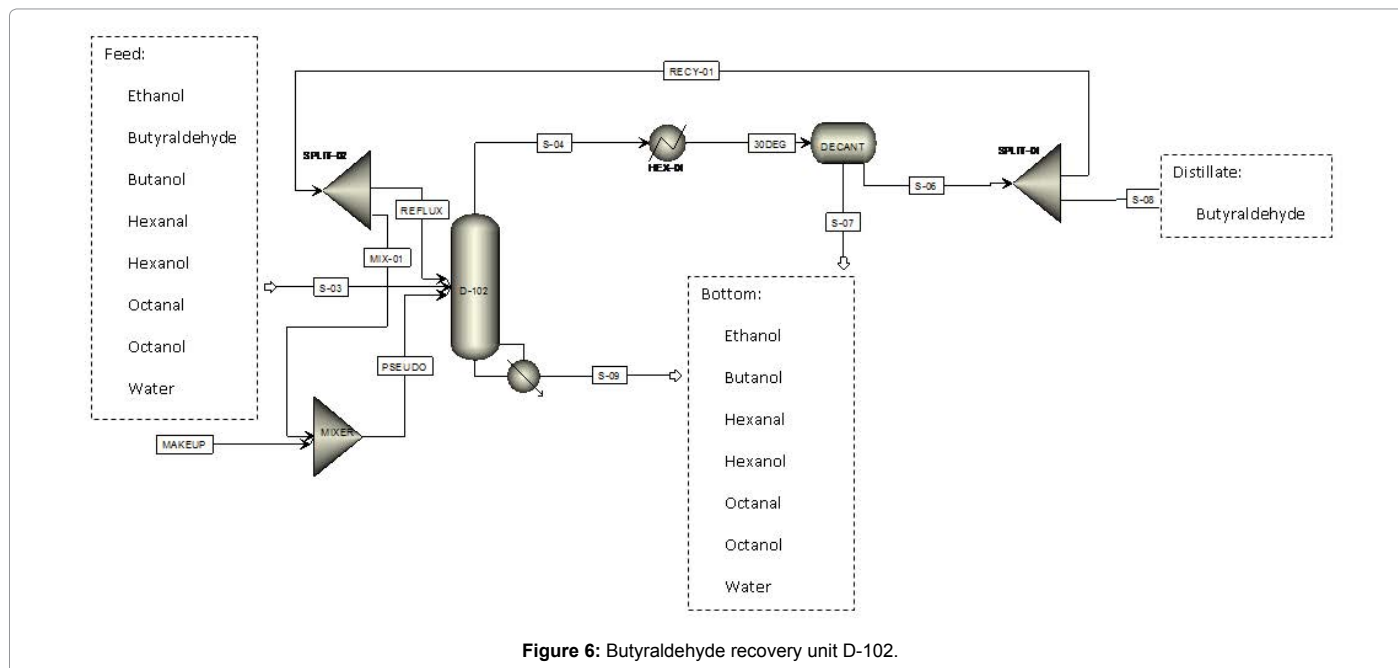 Feed:
Ethanol
Butyraldehyde
Butanol
Hexanal
Hexanol
Octanal
Octanol
Water
RECY-01
SPLIT-02
S-04
HEX-01
30DEG
DECANT
SPLIT-01
S-06
S-08
Distillate:
Butyraldehyde
REFLUX
MIX-01
S-03
D-102
S-07
PSEUDO
S-09
MAKEUP
MIXER
Bottom:
Ethanol
Butanol
Hexanal
Hexanol
Octanal
Octanol
Water
Figure 6: Butyraldehyde recovery unit D-102.